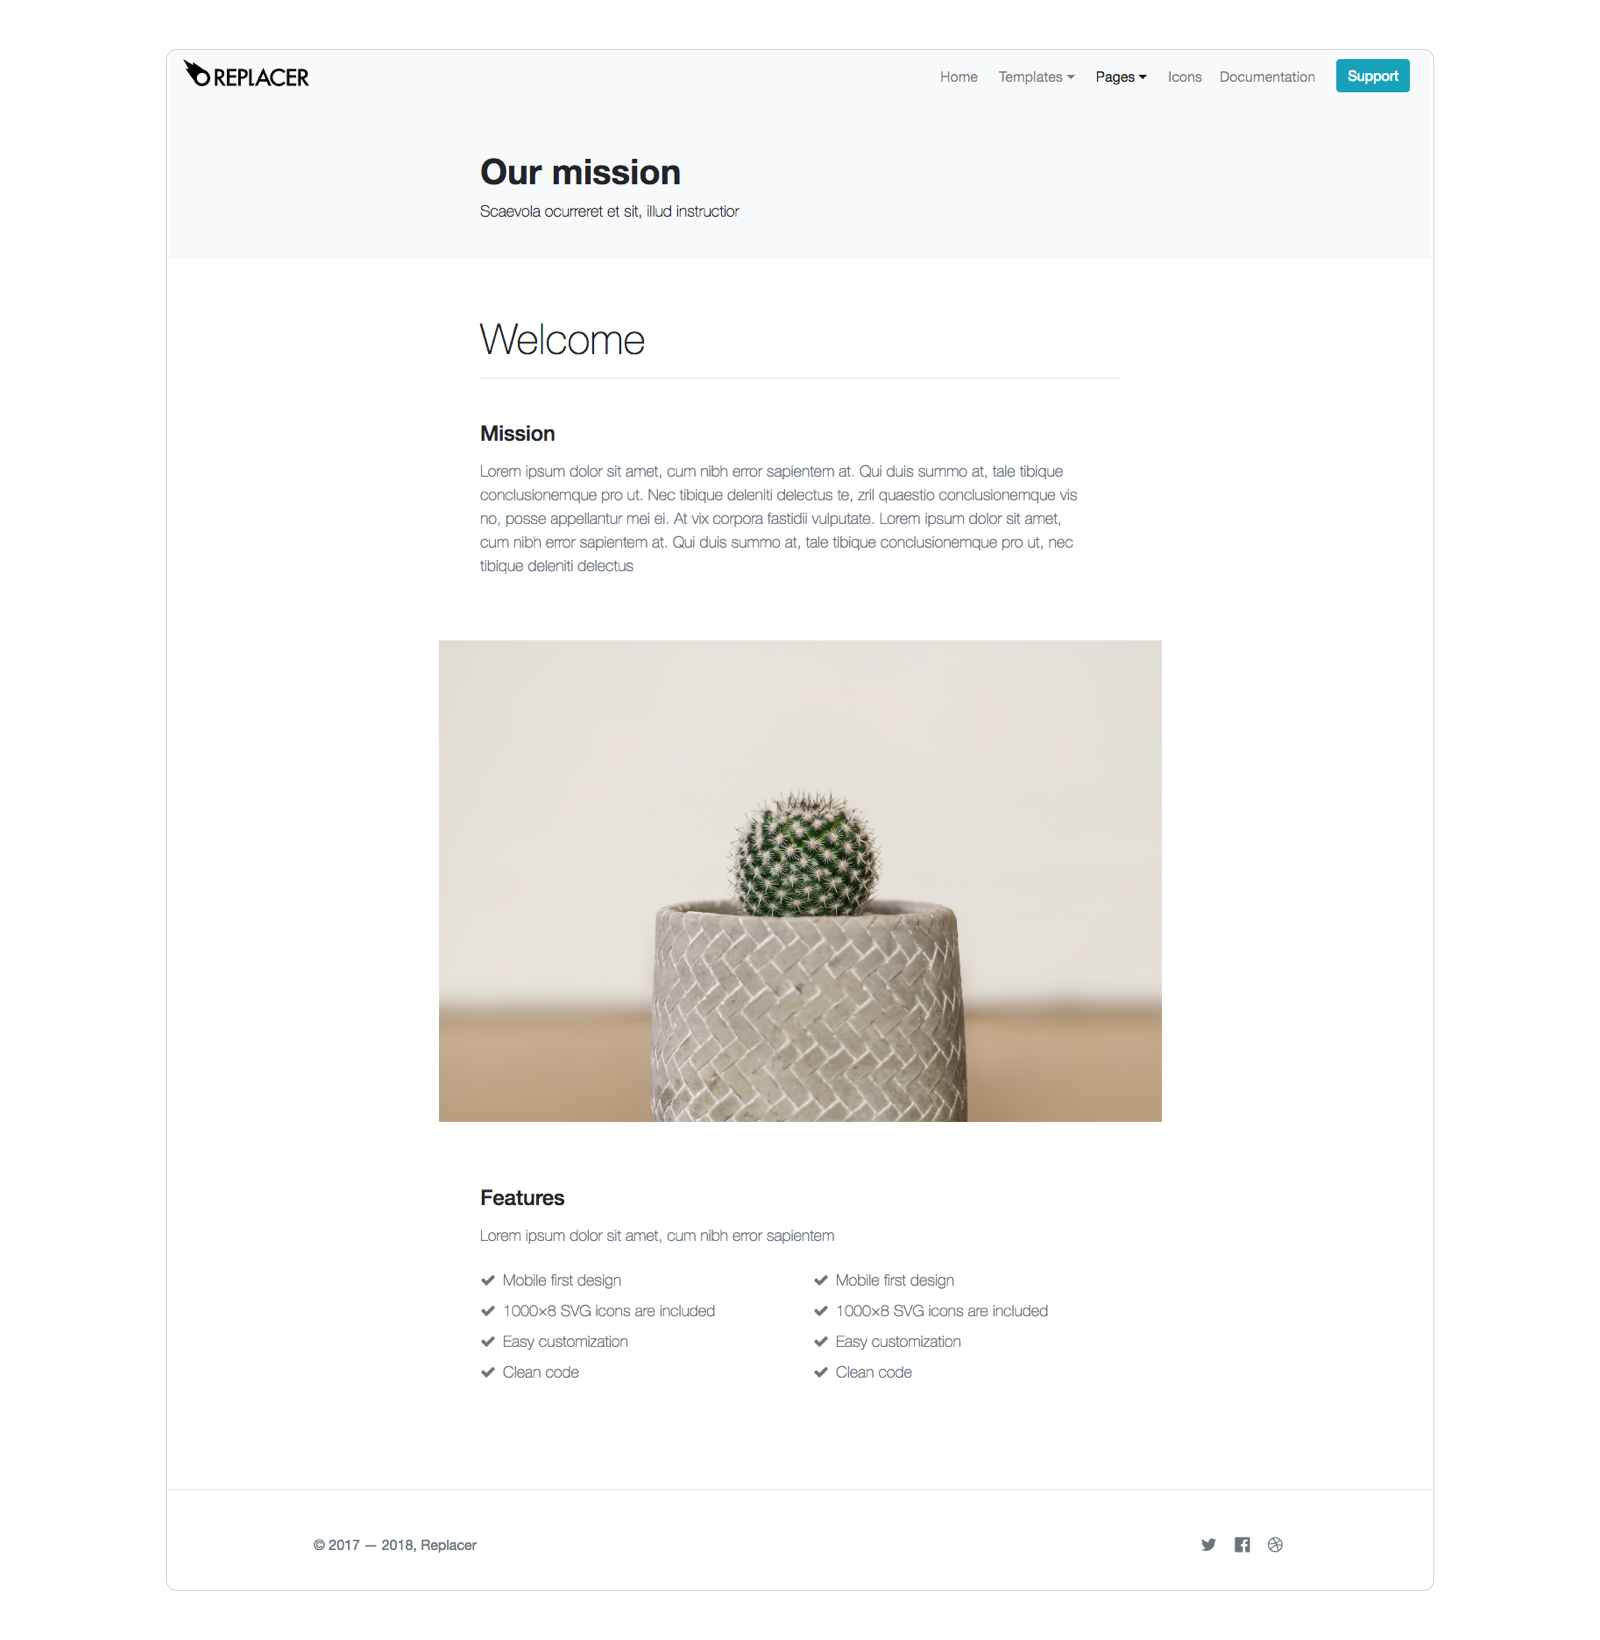 REPLACER
Home Templates Pages Icons Documentation Support
Our mission
Scaevola ocurreret et sit, illud instructior
Welcome
Mission
Lorem ipsum dolor sit amet, cum nibh error sapientem at. Qui duis summo at, tale tibique
conclusionemque pro ut. Nec tibique deleniti delectus te, zril quaestio conclusionemque vis
no, posse appellantur mei ei. At vix corpora fastidii vulputate. Lorem ipsum dolor sit amet,
cum nibh error sapientem at. Qui duis summo at, tale tibique conclusionemque pro ut, nec
tibique deleniti delectus
Features
Lorem ipsum dolor sit amet, cum nibh error sapientem
Mobile first design
1000×8 SVG icons are included
Easy customization
Clean code
Mobile first design
1000×8 SVG icons are included
Easy customization
Clean code
© 2017 — 2018, Replacer